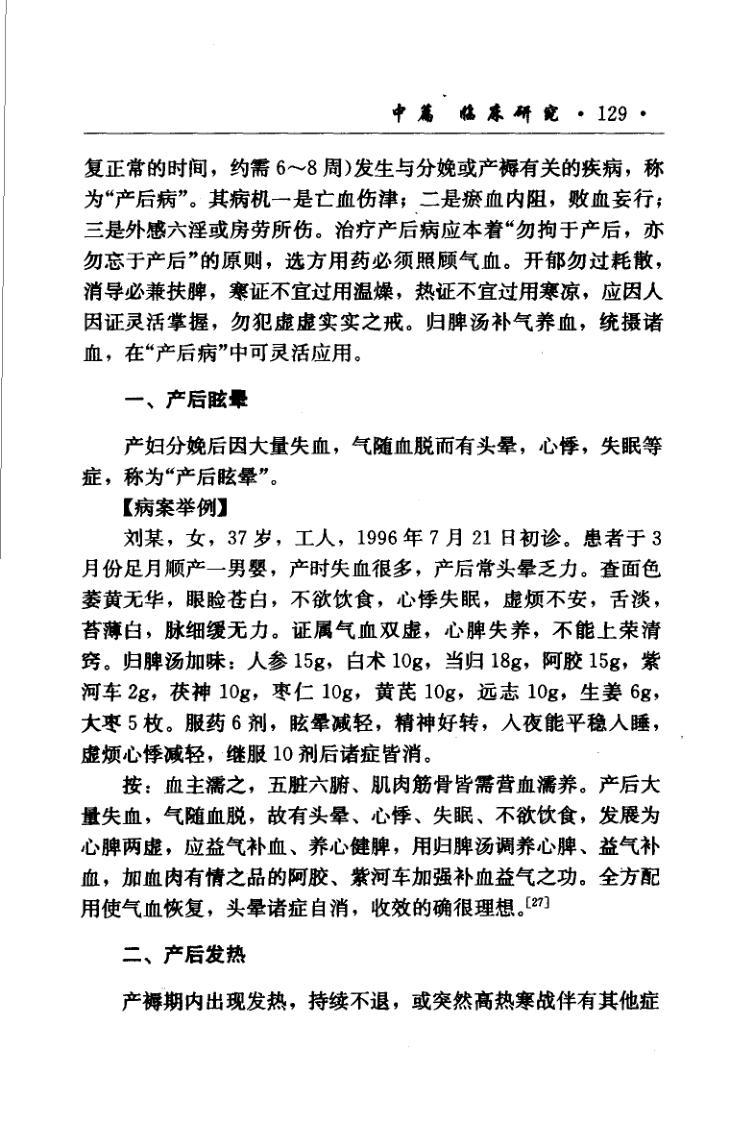 中篇 临床研究 · 129 ·
复正常的时间，约需 6～8 周)发生与分娩或产褥有关的疾病，称
为“产后病”。其病机一是亡血伤津；二是瘀血内阻，败血妄行；
三是外感六淫或房劳所伤。治疗产后病应本着“勿拘于产后，亦
勿忘于产后”的原则，选方用药必须照顾气血。开郁勿过耗散，
消导必兼扶脾，寒证不宜过用温燥，热证不宜过用寒凉，应因人
因证灵活掌握，勿犯虚虚实实之戒。归脾汤补气养血，统摄诸
血，在“产后病”中可灵活应用。
一、产后眩晕
产妇分娩后因大量失血，气随血脱而有头晕，心悸，失眠等
症，称为“产后眩晕”。
【病案举例】
刘某，女，37 岁，工人，1996 年 7 月 21 日初诊。患者于 3
月份足月顺产一男婴，产时失血很多，产后常头晕乏力。查面色
萎黄无华，眼睑苍白，不欲饮食，心悸失眠，虚烦不安，舌淡，
苔薄白，脉细缓无力。证属气血双虚，心脾失养，不能上荣清
窍。归脾汤加味：人参 15g，白术 10g，当归 18g，阿胶 15g，紫
河车 2g，茯神 10g，枣仁 10g，黄芪 10g，远志 10g，生姜 6g，
大枣 5 枚。服药 6 剂，眩晕减轻，精神好转，入夜能平稳入睡，
虚烦心悸减轻，继服 10 剂后诸症皆消。
按：血主濡之，五脏六腑、肌肉筋骨皆需营血濡养。产后大
量失血，气随血脱，故有头晕、心悸、失眠、不欲饮食，发展为
心脾两虚，应益气补血、养心健脾，用归脾汤调养心脾、益气补
血，加血肉有情之品的阿胶、紫河车加强补血益气之功。全方配
用使气血恢复，头晕诸症自消，收效的确很理想。[27]
二、产后发热
产褥期内出现发热，持续不退，或突然高热寒战伴有其他症